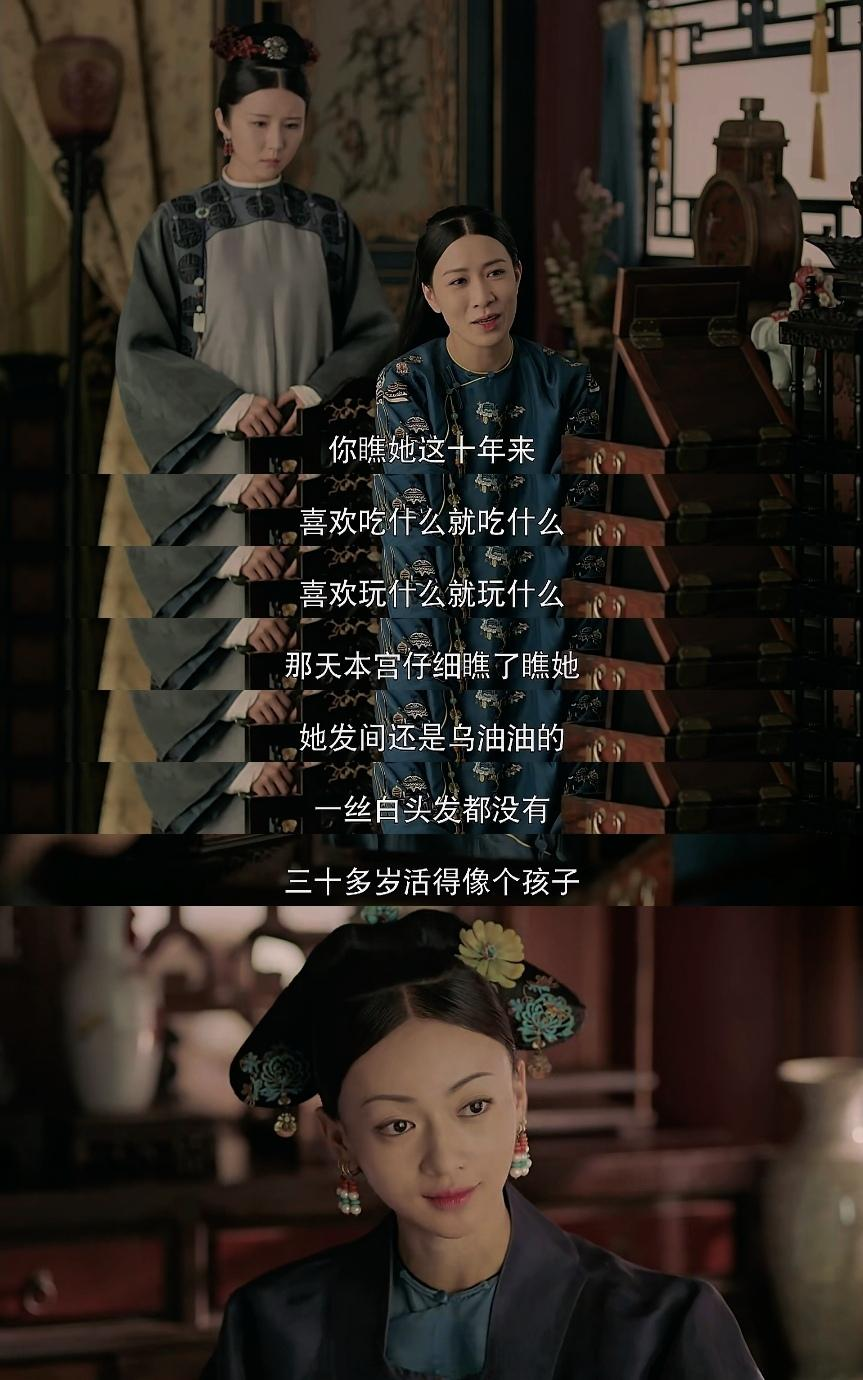 你瞧她这十年来
喜欢吃什么就吃什么
喜欢玩什么就玩什么
那天本宫仔细瞧了瞧她
她发间还是乌油油的
一丝白头发都没有
三十多岁活得像个孩子